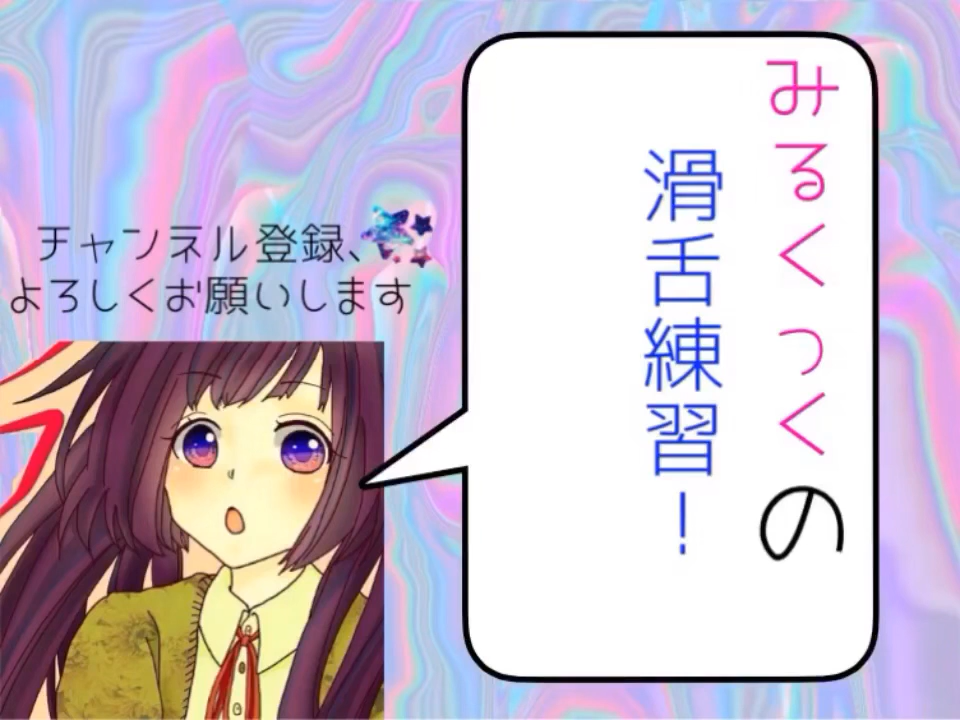 みるくっくの
滑舌練習！
チャンネル登録、
よろしくお願いします